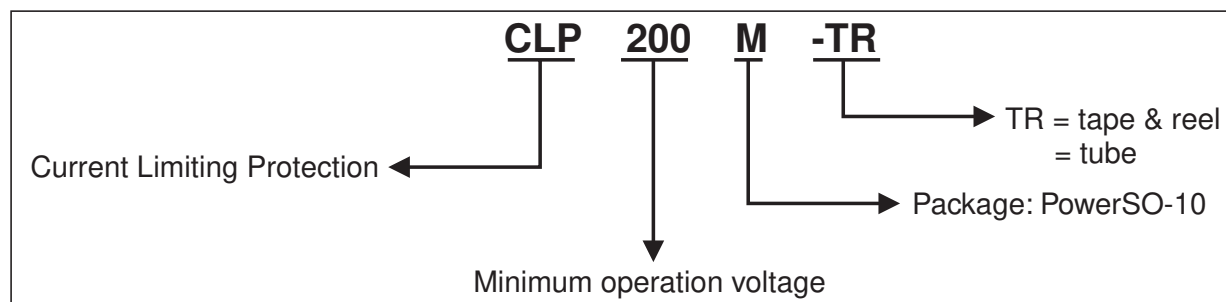 CLP 200 M -TR
TR = tape & reel
= tube
Current Limiting Protection
Package: PowerSO-10
Minimum operation voltage